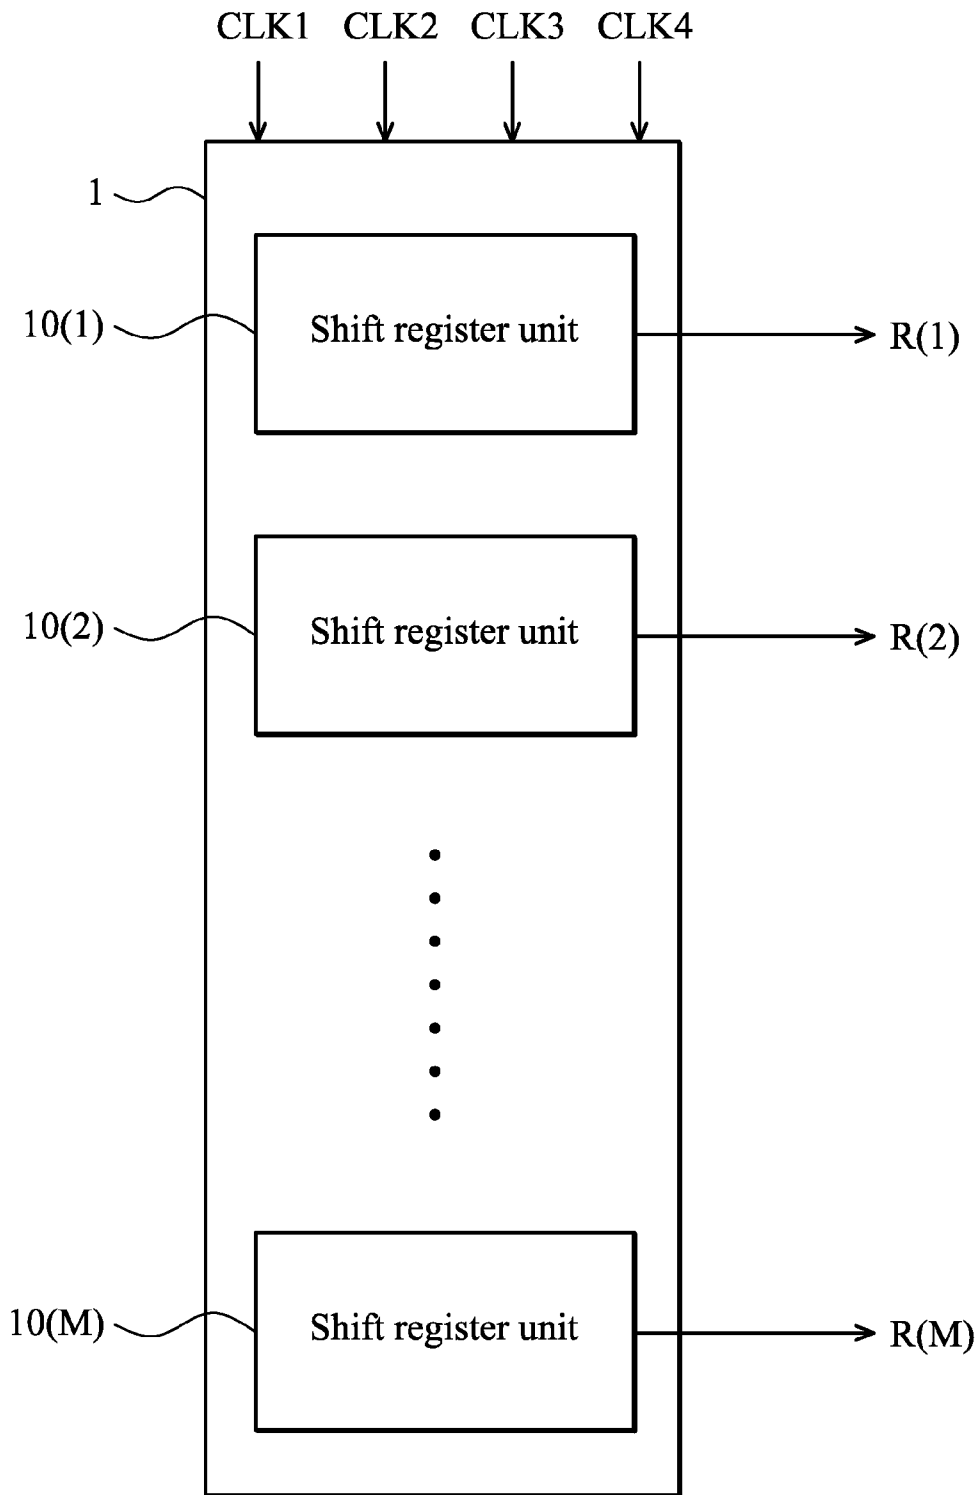 CLK1 CLK2 CLK3 CLK4
1
10(1) Shift register unit R(1)
10(2) Shift register unit R(2)
10(M) Shift register unit R(M)